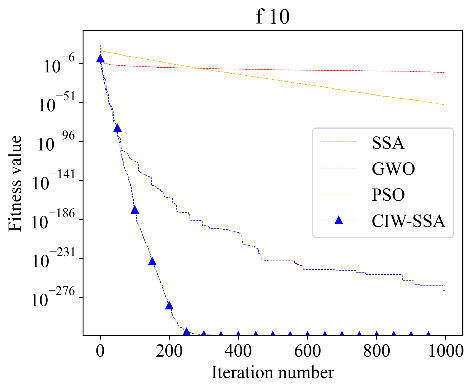 f 10
Fitness value
10⁻⁶
10⁻⁵¹
10⁻⁹⁶
10⁻¹⁴¹
10⁻¹⁸⁶
10⁻²³¹
10⁻²⁷⁶
SSA
GWO
PSO
CIW-SSA
0 200 400 600 800 1000
Iteration number